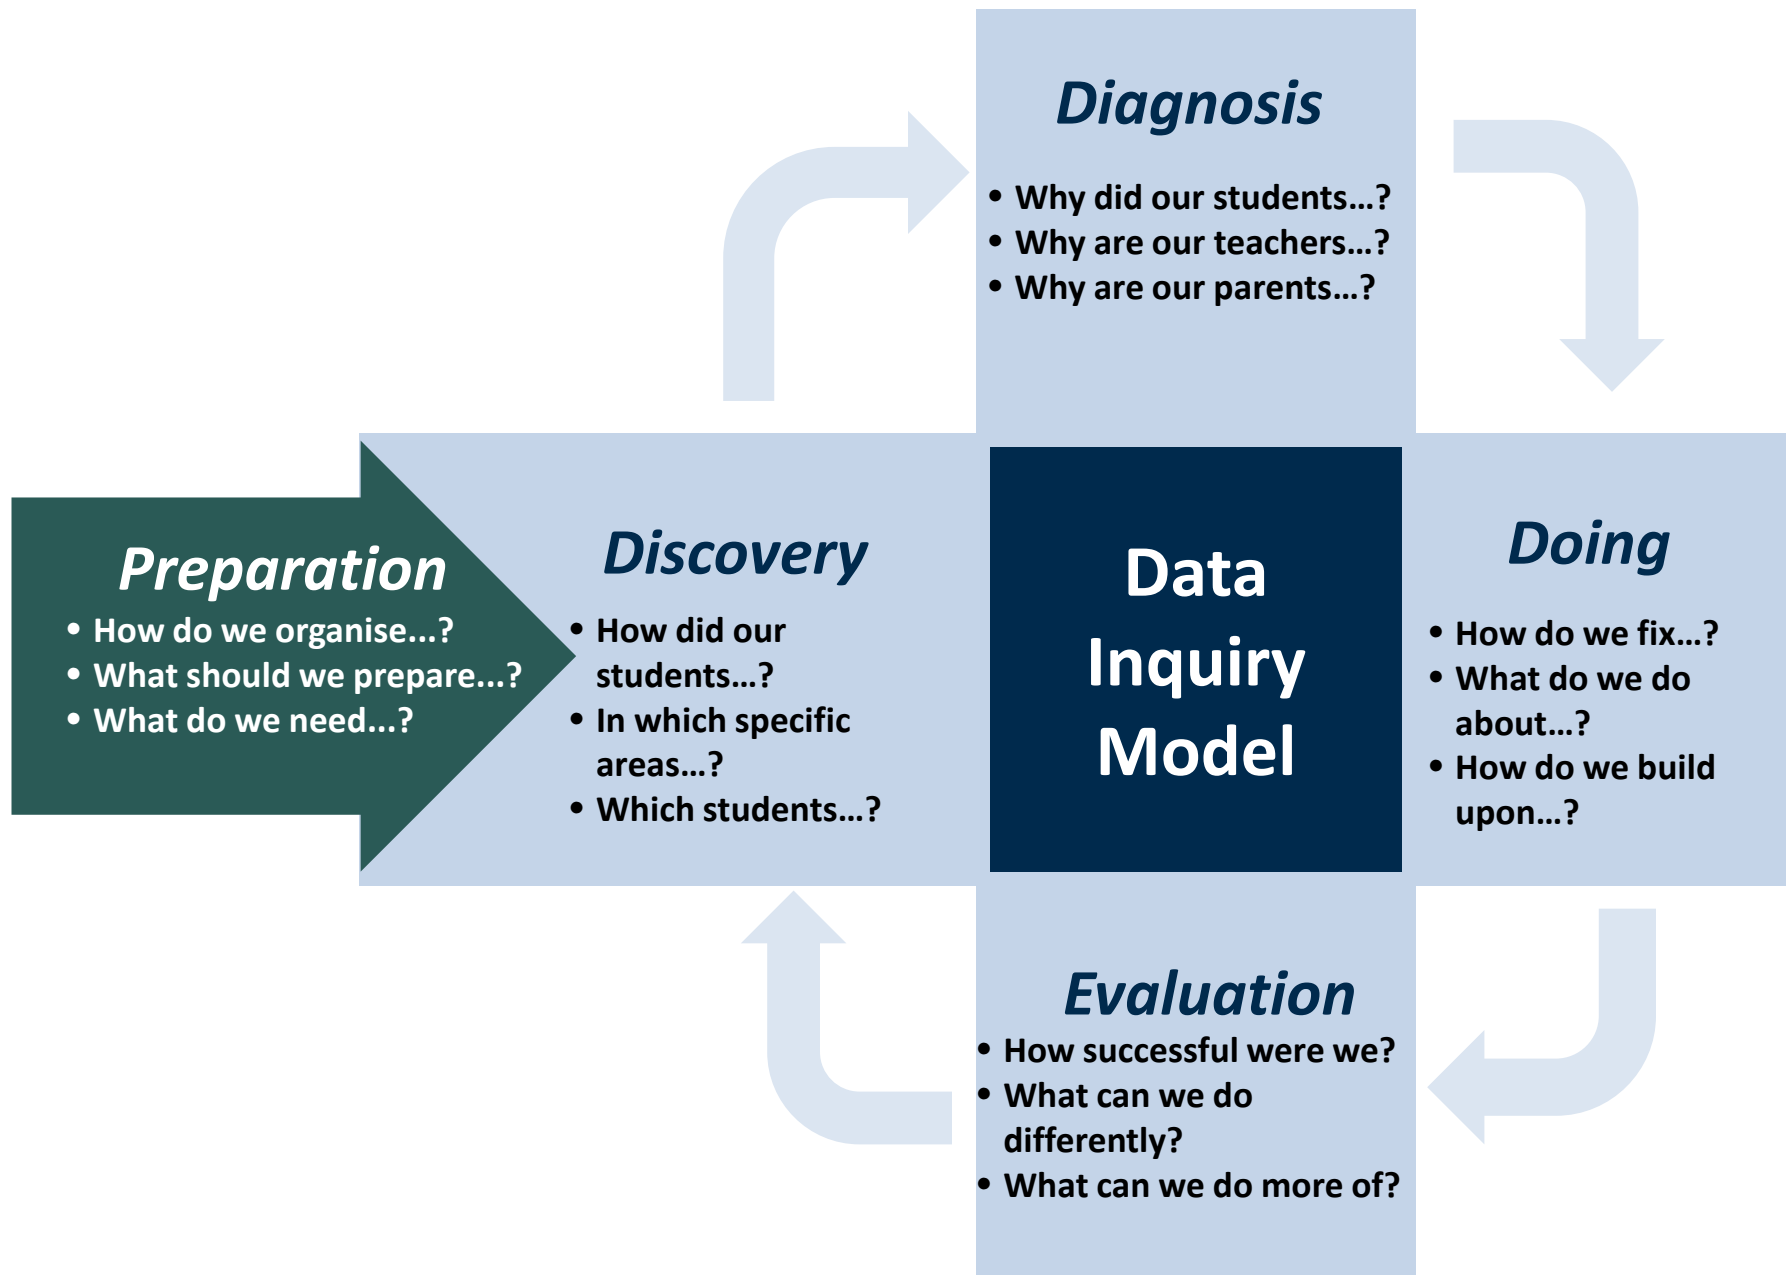 Diagnosis
• Why did our students…?
• Why are our teachers…?
• Why are our parents…?
Preparation
• How do we organise...?
• What should we prepare...?
• What do we need...?
Discovery
• How did our
students…?
• In which specific
areas…?
• Which students…?
Data
Inquiry
Model
Doing
• How do we fix…?
• What do we do
about…?
• How do we build
upon…?
Evaluation
• How successful were we?
• What can we do
differently?
• What can we do more of?